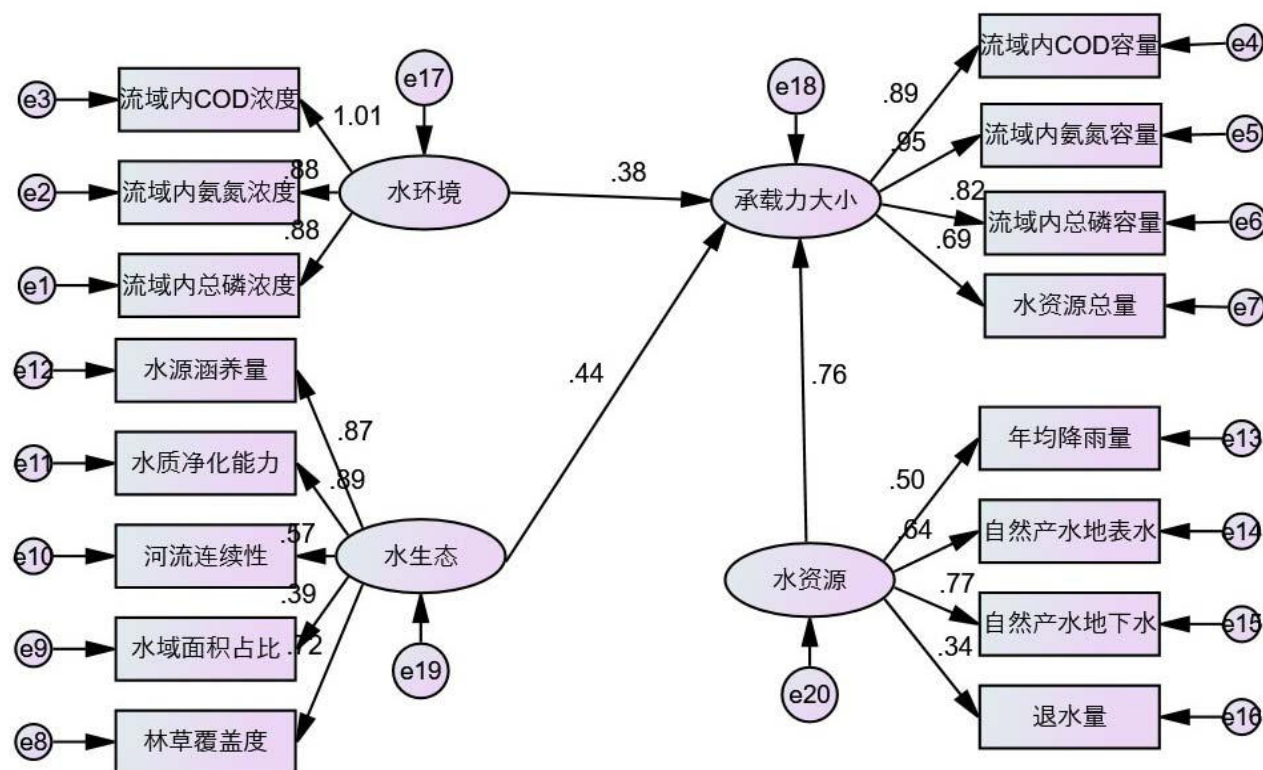 e3
流域内COD浓度
1.01
e2
流域内氨氮浓度
.88
e1
流域内总磷浓度
.88
e17
水环境
.38
e18
承载力大小
.89
流域内COD容量
e4
.95
流域内氨氮容量
e5
.82
流域内总磷容量
e6
.69
水资源总量
e7
e12
水源涵养量
.87
e11
水质净化能力
.89
e10
河流连续性
.57
e9
水域面积占比
.39
e8
林草覆盖度
.72
水生态
e19
.44
.76
水资源
e20
.50
年均降雨量
e13
.64
自然产水地表水
e14
.77
自然产水地下水
e15
.34
退水量
e16